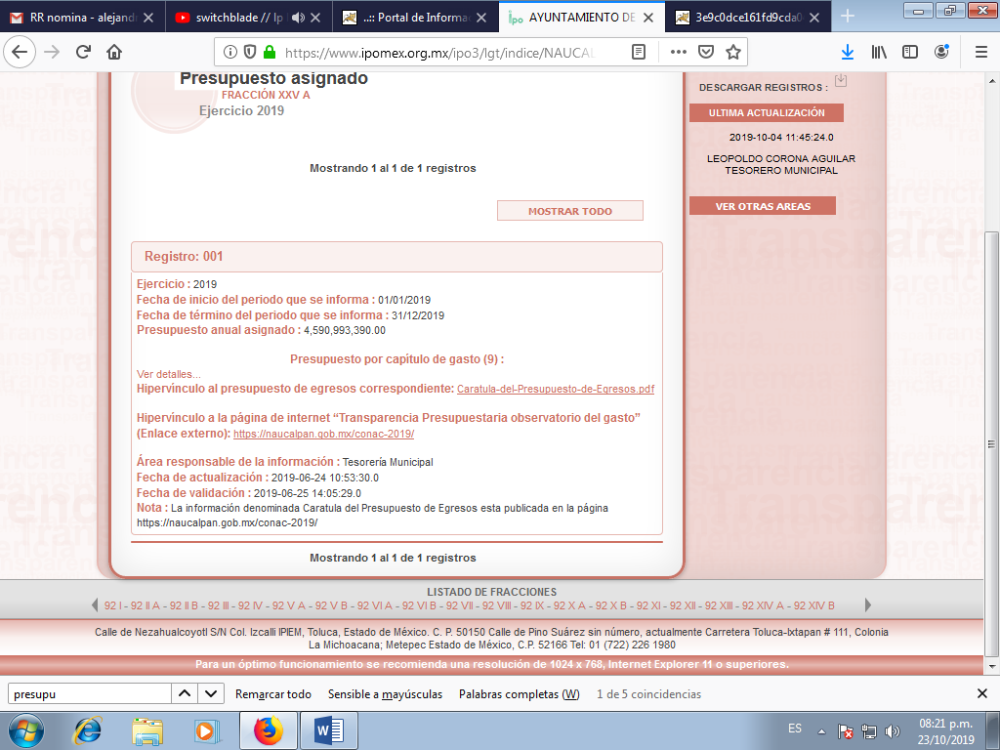 RR nomina - alejandr
switchblade // lp
..:: Portal de Informac
AYUNTAMIENTO DE
3e9c0dce161fd9cda0
https://www.ipomex.org.mx/ipo3/lgt/indice/NAUCAL
Presupuesto asignado
FRACCIÓN XXV A
Ejercicio 2019
Mostrando 1 al 1 de 1 registros
MOSTRAR TODO
DESCARGAR REGISTROS :
ULTIMA ACTUALIZACIÓN
2019-10-04 11:45:24.0
LEOPOLDO CORONA AGUILAR
TESORERO MUNICIPAL
VER OTRAS AREAS
Registro: 001
Ejercicio : 2019
Fecha de inicio del periodo que se informa : 01/01/2019
Fecha de término del periodo que se informa : 31/12/2019
Presupuesto anual asignado : 4,590,993,390.00
Presupuesto por capítulo de gasto (9) :
Ver detalles...
Hipervínculo al presupuesto de egresos correspondiente: Caratula-del-Presupuesto-de-Egresos.pdf
Hipervínculo a la página de internet “Transparencia Presupuestaria observatorio del gasto”
(Enlace externo): https://naucalpan.gob.mx/conac-2019/
Área responsable de la información : Tesorería Municipal
Fecha de actualización : 2019-06-24 10:53:30.0
Fecha de validación : 2019-06-25 14:05:29.0
Nota : La información denominada Caratula del Presupuesto de Egresos esta publicada en la página
https://naucalpan.gob.mx/conac-2019/
Mostrando 1 al 1 de 1 registros
LISTADO DE FRACCIONES
92 I - 92 II A - 92 II B - 92 III - 92 IV - 92 V A - 92 V B - 92 VI A - 92 VI B - 92 VII - 92 VIII - 92 IX - 92 X A - 92 X B - 92 XI - 92 XII - 92 XIII - 92 XIV A - 92 XIV B
Calle de Nezahualcoyotl S/N Col. Izcalli IPIEM, Toluca, Estado de México. C. P. 50150 Calle de Pino Suárez sin número, actualmente Carretera Toluca-Ixtapan # 111, Colonia
La Michoacana; Metepec Estado de México, C.P. 52166 Tel: 01 (722) 226 1980
Para un óptimo funcionamiento se recomienda una resolución de 1024 x 768, Internet Explorer 11 o superiores.
presupu
Remarcar todo
Sensible a mayúsculas
Palabras completas (W)
1 de 5 coincidencias
ES
08:21 p.m.
23/10/2019